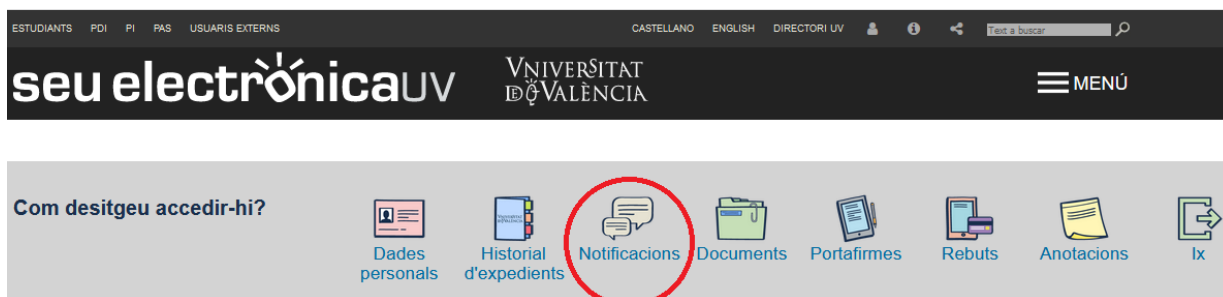 ESTUDIANTS PDI PI PAS USUARIS EXTERNS CASTELLANO ENGLISH DIRECTORI UV Text a buscar
seu electrònicauv VNIVERSITAT
DE VALÈNCIA
MENÚ
Com desitgeu accedir-hi?
Dades
personals
Historial
d'expedients
Notificacions
Documents
Portafirmes
Rebuts
Anotacions
Ix